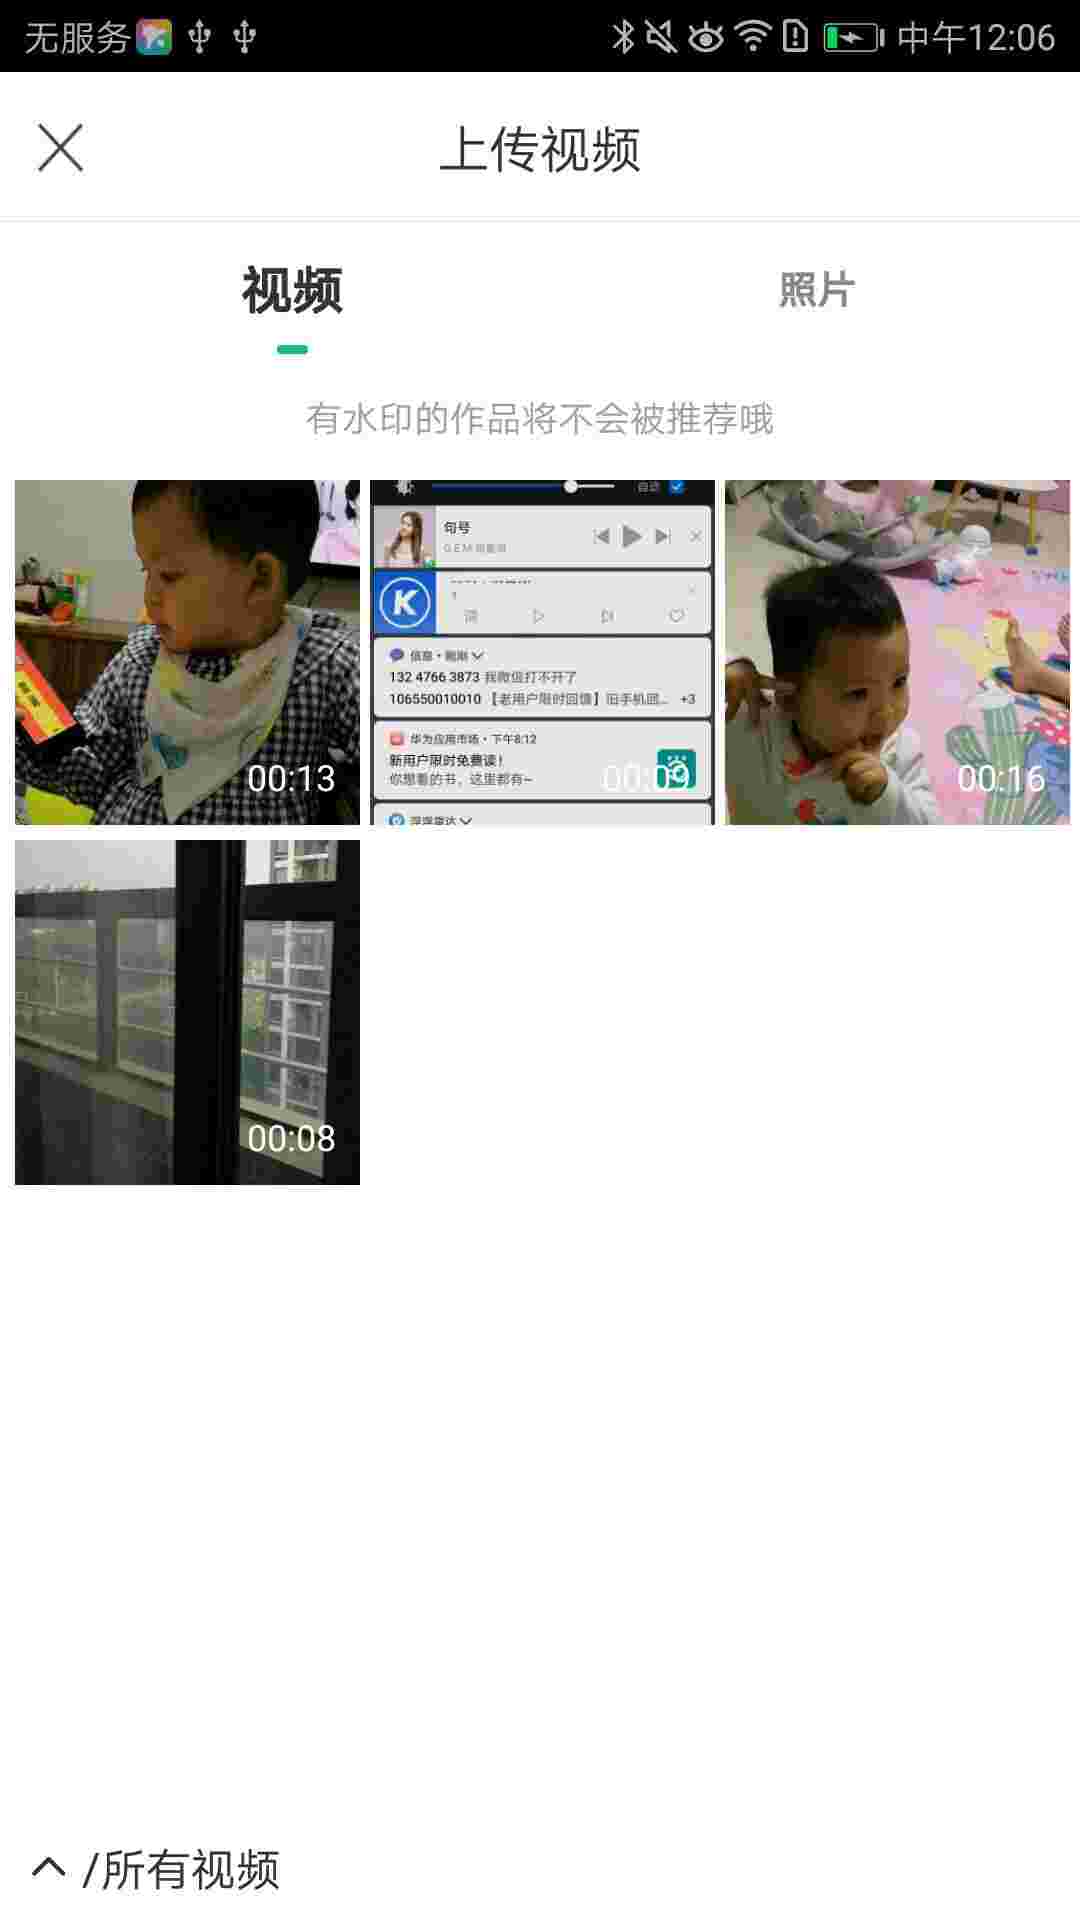 无服务 中午12:06
上传视频
视频 照片
有水印的作品将不会被推荐哦
自动
句号
G.E.M.邓紫棋
词
信息·刚刚
132 4766 3873 我微信打不开了
106550010010 【老用户限时回馈】旧手机回... +3
华为应用市场·下午8:12
新用户限时免费读！
你想看的书，这里都有~
00:13 00:09 00:16
00:08
/所有视频